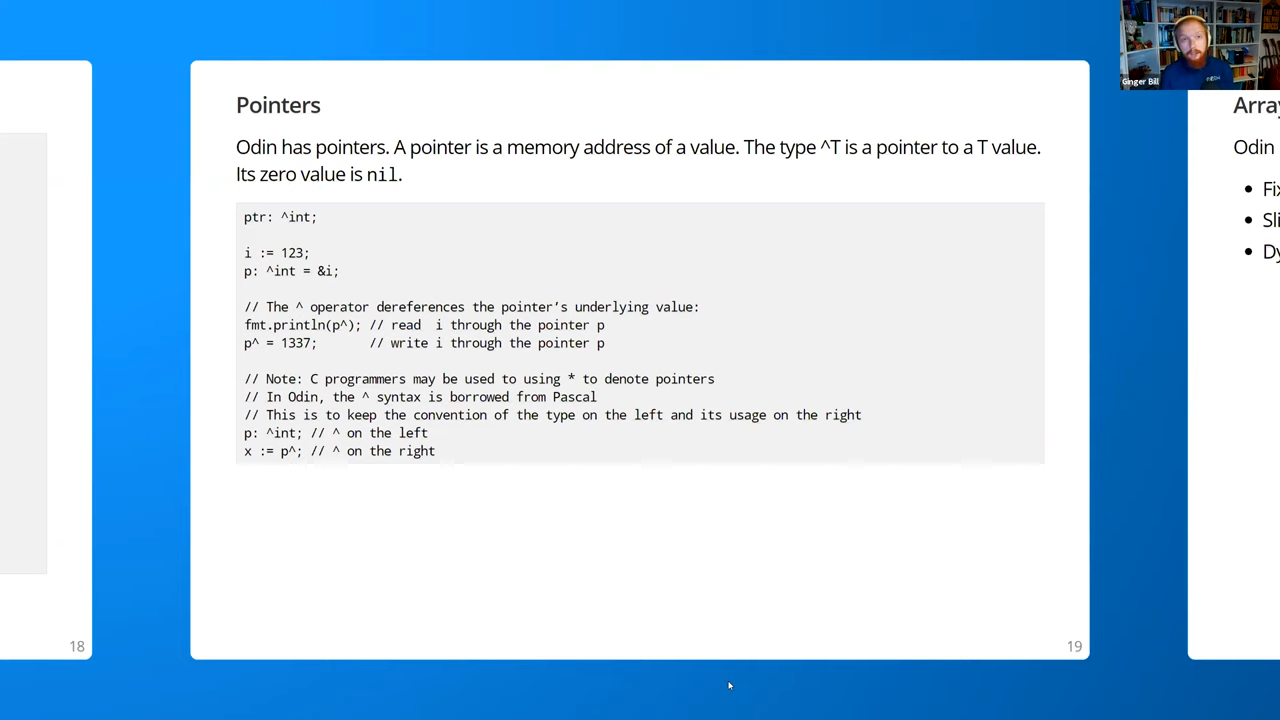 Ginger Bill
Pointers
Odin has pointers. A pointer is a memory address of a value. The type ^T is a pointer to a T value.
Its zero value is nil.
ptr: ^int;
i := 123;
p: ^int = &i;
// The ^ operator dereferences the pointer’s underlying value:
fmt.println(p^); // read  i through the pointer p
p^ = 1337;       // write i through the pointer p
// Note: C programmers may be used to using * to denote pointers
// In Odin, the ^ syntax is borrowed from Pascal
// This is to keep the convention of the type on the left and its usage on the right
p: ^int; // ^ on the left
x := p^; // ^ on the right
18
19
Odin